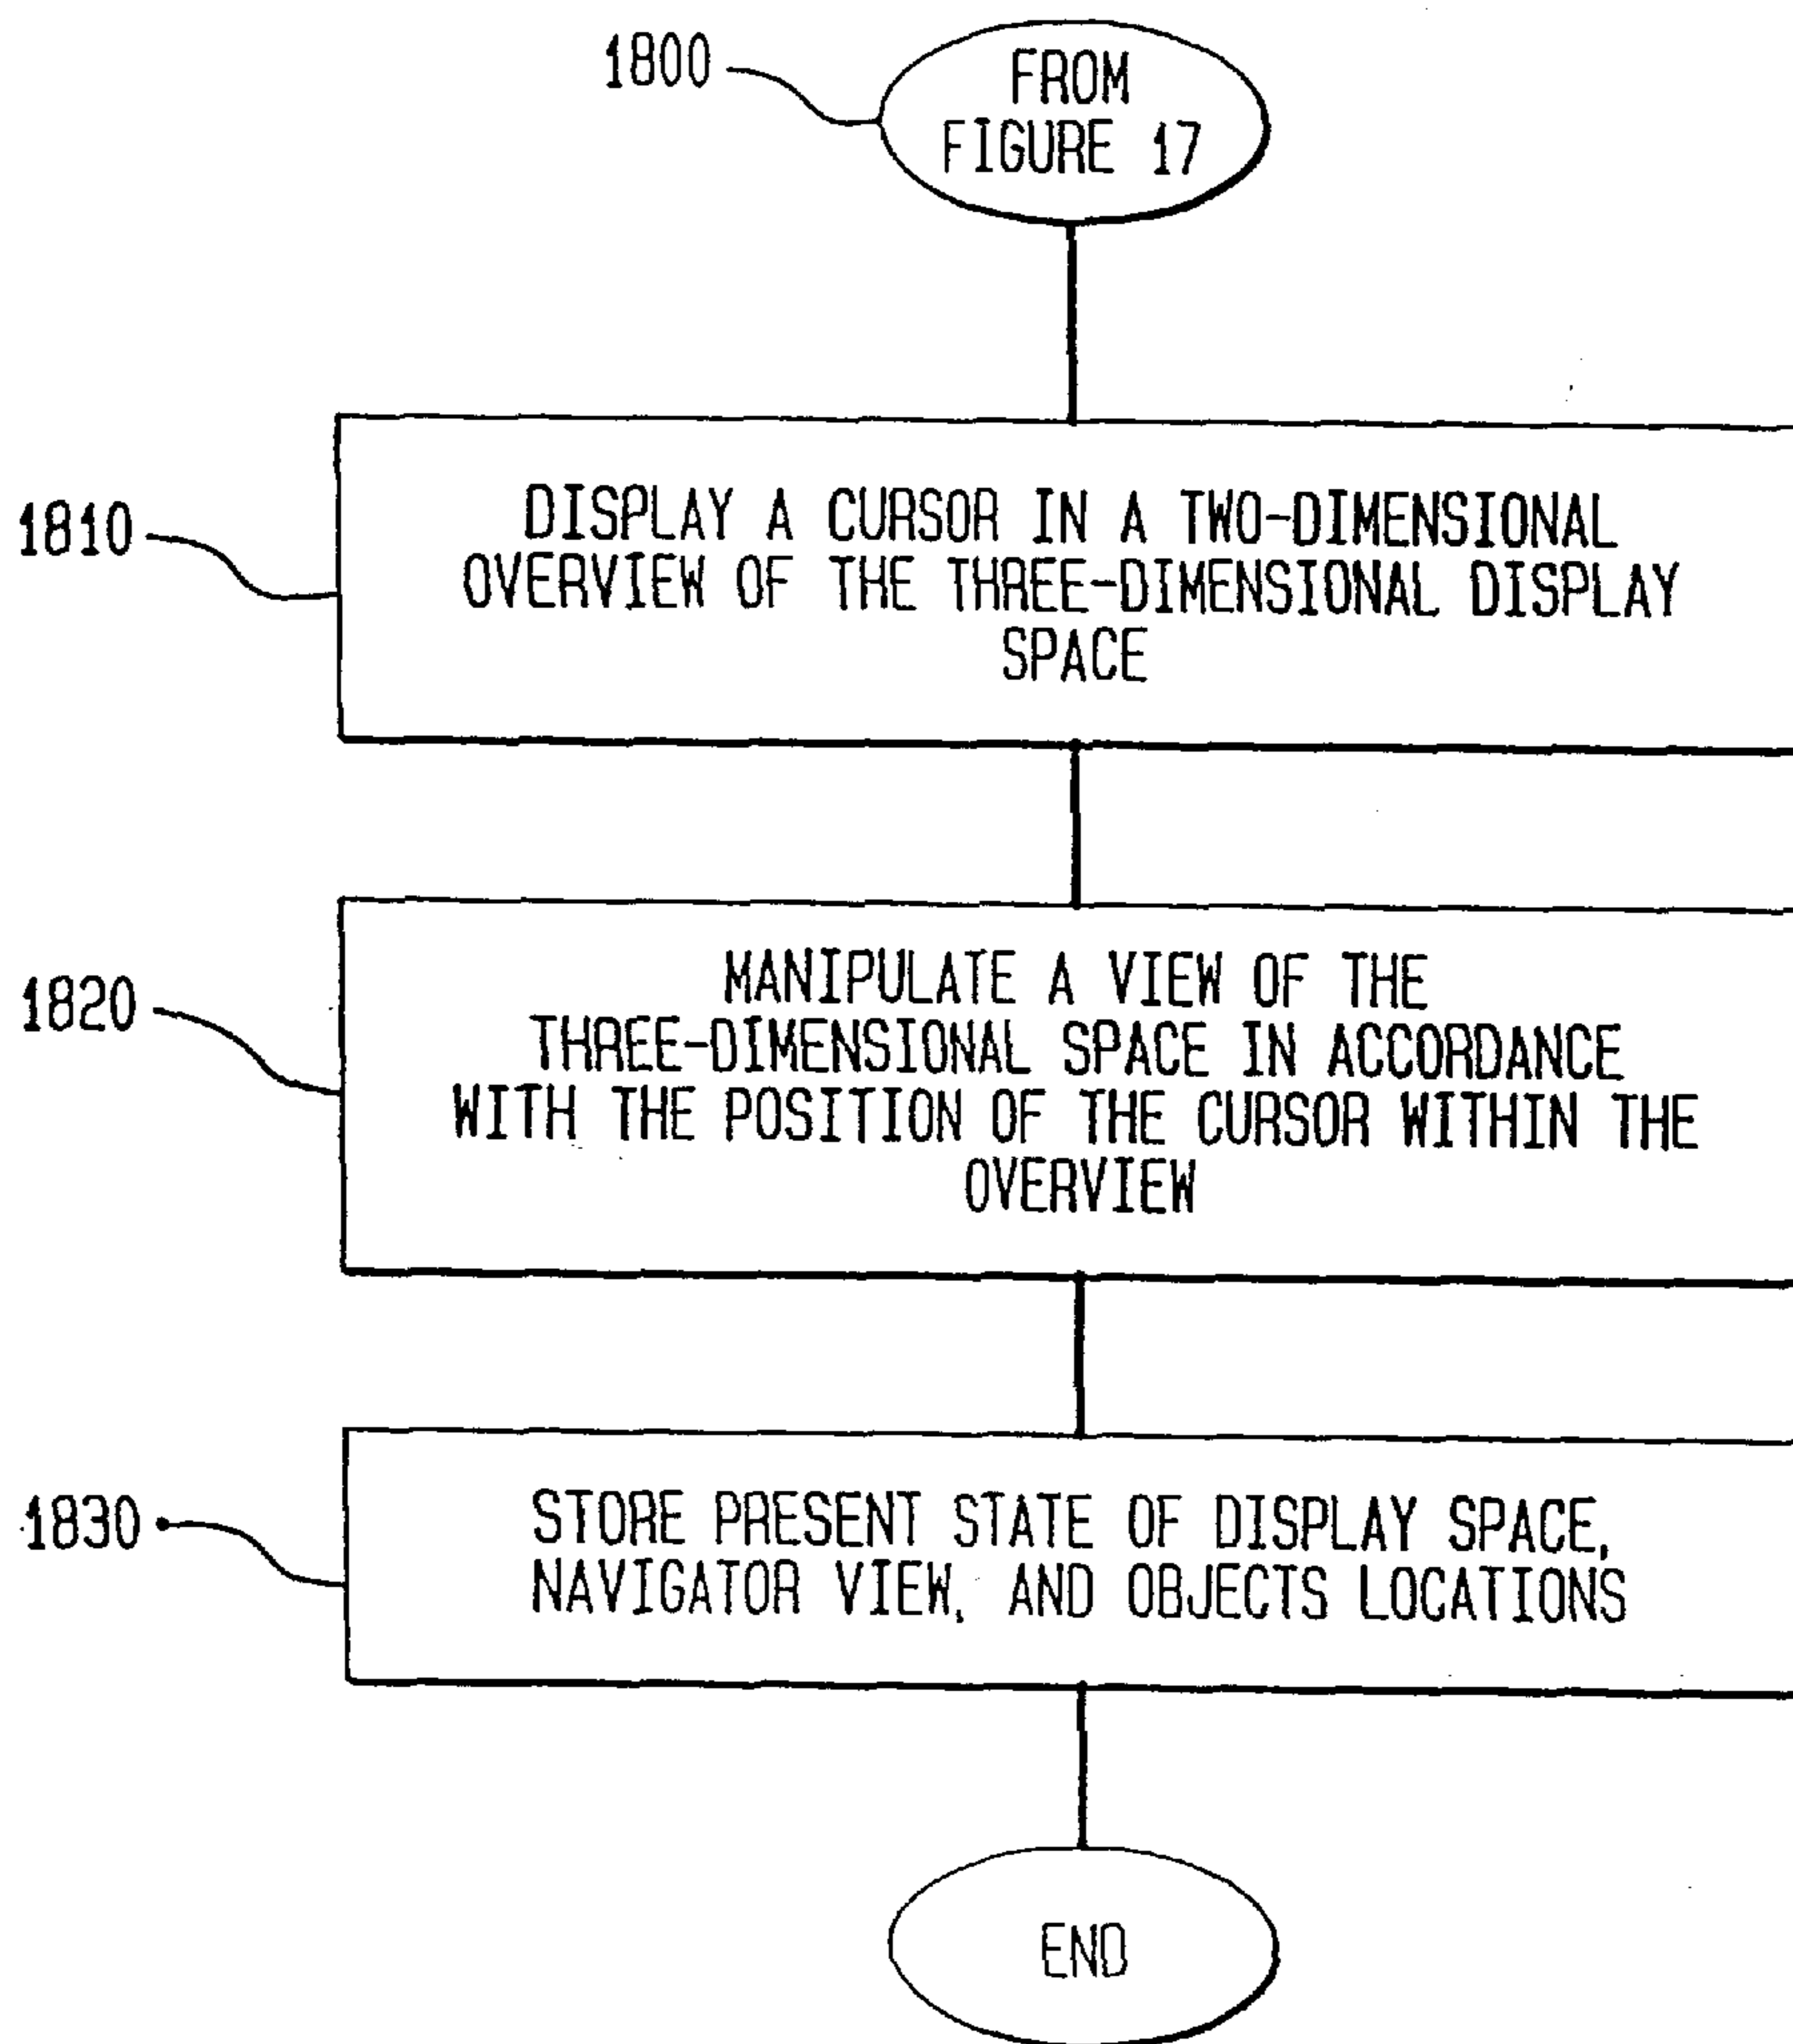 1800
FROM
FIGURE 17
1810
DISPLAY A CURSOR IN A TWO-DIMENSIONAL
OVERVIEW OF THE THREE-DIMENSIONAL DISPLAY
SPACE
1820
MANIPULATE A VIEW OF THE
THREE-DIMENSIONAL SPACE IN ACCORDANCE
WITH THE POSITION OF THE CURSOR WITHIN THE
OVERVIEW
1830
STORE PRESENT STATE OF DISPLAY SPACE,
NAVIGATOR VIEW, AND OBJECTS LOCATIONS
END